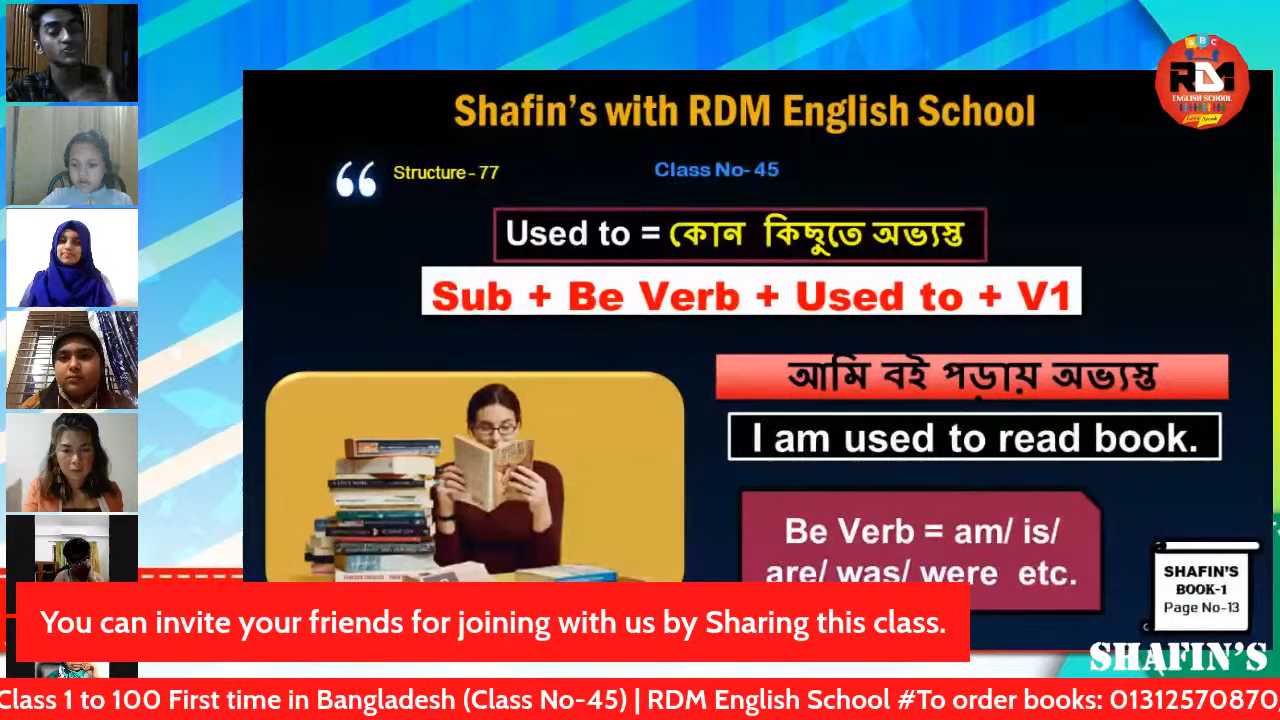 A B C
RDM
ENGLISH SCHOOL
Shafin's with RDM English School
Structure - 77
Class No- 45
Used to = কোন কিছুতে অভ্যস্ত
Sub + Be Verb + Used to + V1
আমি বই পড়ায় অভ্যস্ত
I am used to read book.
Be Verb = am/ is/
are/ was/ were etc.
SHAFIN'S
BOOK-1
Page No-13
You can invite your friends for joining with us by Sharing this class.
SHAFIN'S
Class 1 to 100 First time in Bangladesh (Class No-45) | RDM English School #To order books: 01312570870,